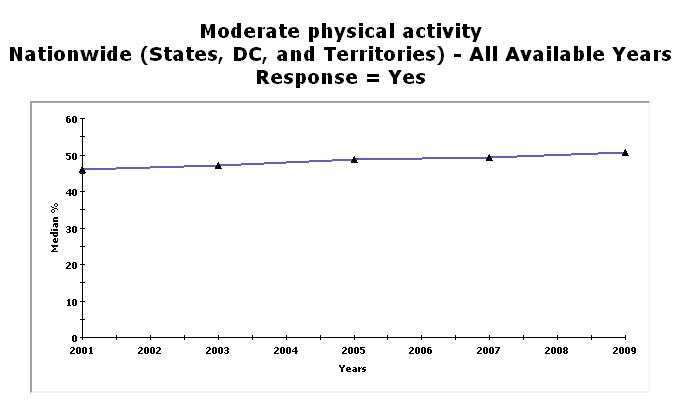 Moderate physical activity
Nationwide (States, DC, and Territories) - All Available Years
Response = Yes
60
50
40
30
20
10
0
Median %
2001 2002 2003 2004 2005 2006 2007 2008 2009
Years